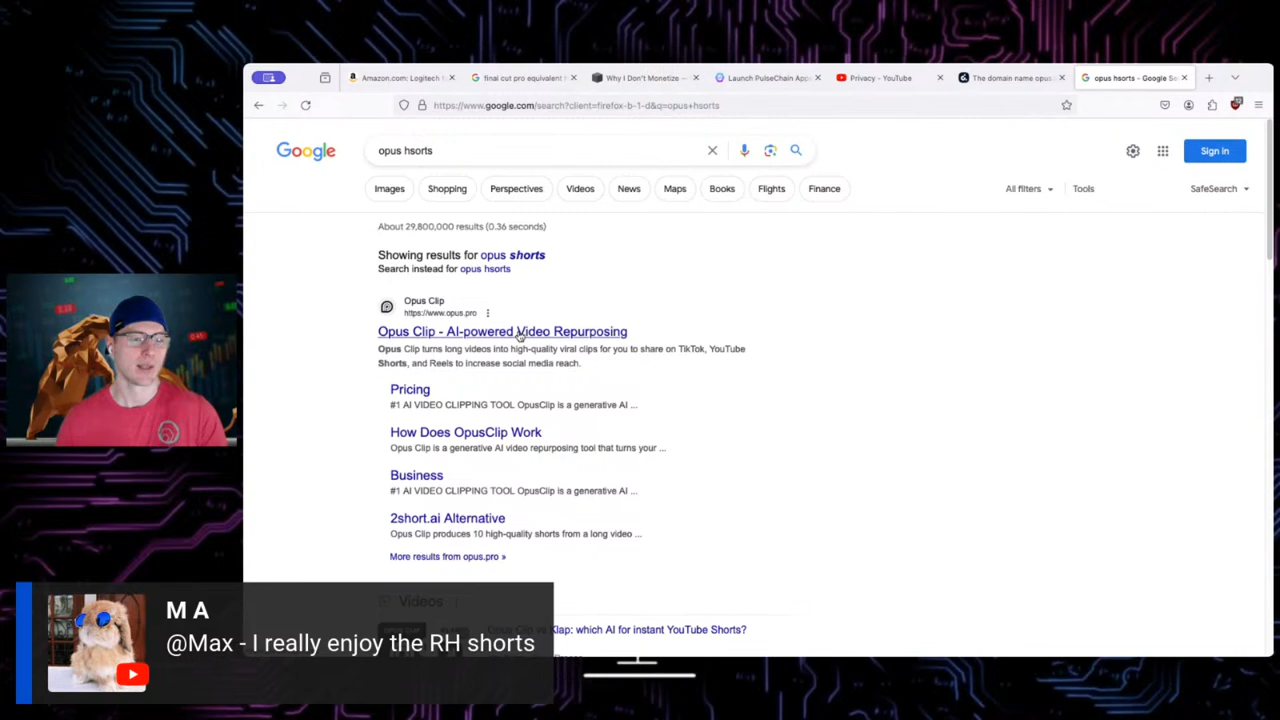 Amazon.com: Logitech
final cut pro equivalent
Why I Don't Monetize
Launch PulseChain App
Privacy - YouTube
The domain name opus
opus hsorts - Google Se
https://www.google.com/search?client=firefox-b-1-d&q=opus+hsorts
Google
opus hsorts
Sign in
Images
Shopping
Perspectives
Videos
News
Maps
Books
Flights
Finance
All filters
Tools
SafeSearch
About 29,800,000 results (0.36 seconds)
Showing results for opus shorts
Search instead for opus hsorts
Opus Clip
https://www.opus.pro
Opus Clip - AI-powered Video Repurposing
Opus Clip turns long videos into high-quality viral clips for you to share on TikTok, YouTube
Shorts, and Reels to increase social media reach.
Pricing
#1 AI VIDEO CLIPPING TOOL OpusClip is a generative AI ...
How Does OpusClip Work
Opus Clip is a generative AI video repurposing tool that turns your ...
Business
#1 AI VIDEO CLIPPING TOOL OpusClip is a generative AI ...
2short.ai Alternative
Opus Clip produces 10 high-quality shorts from a long video ...
More results from opus.pro »
Videos
Klap: which AI for instant YouTube Shorts?
M A
@Max - I really enjoy the RH shorts